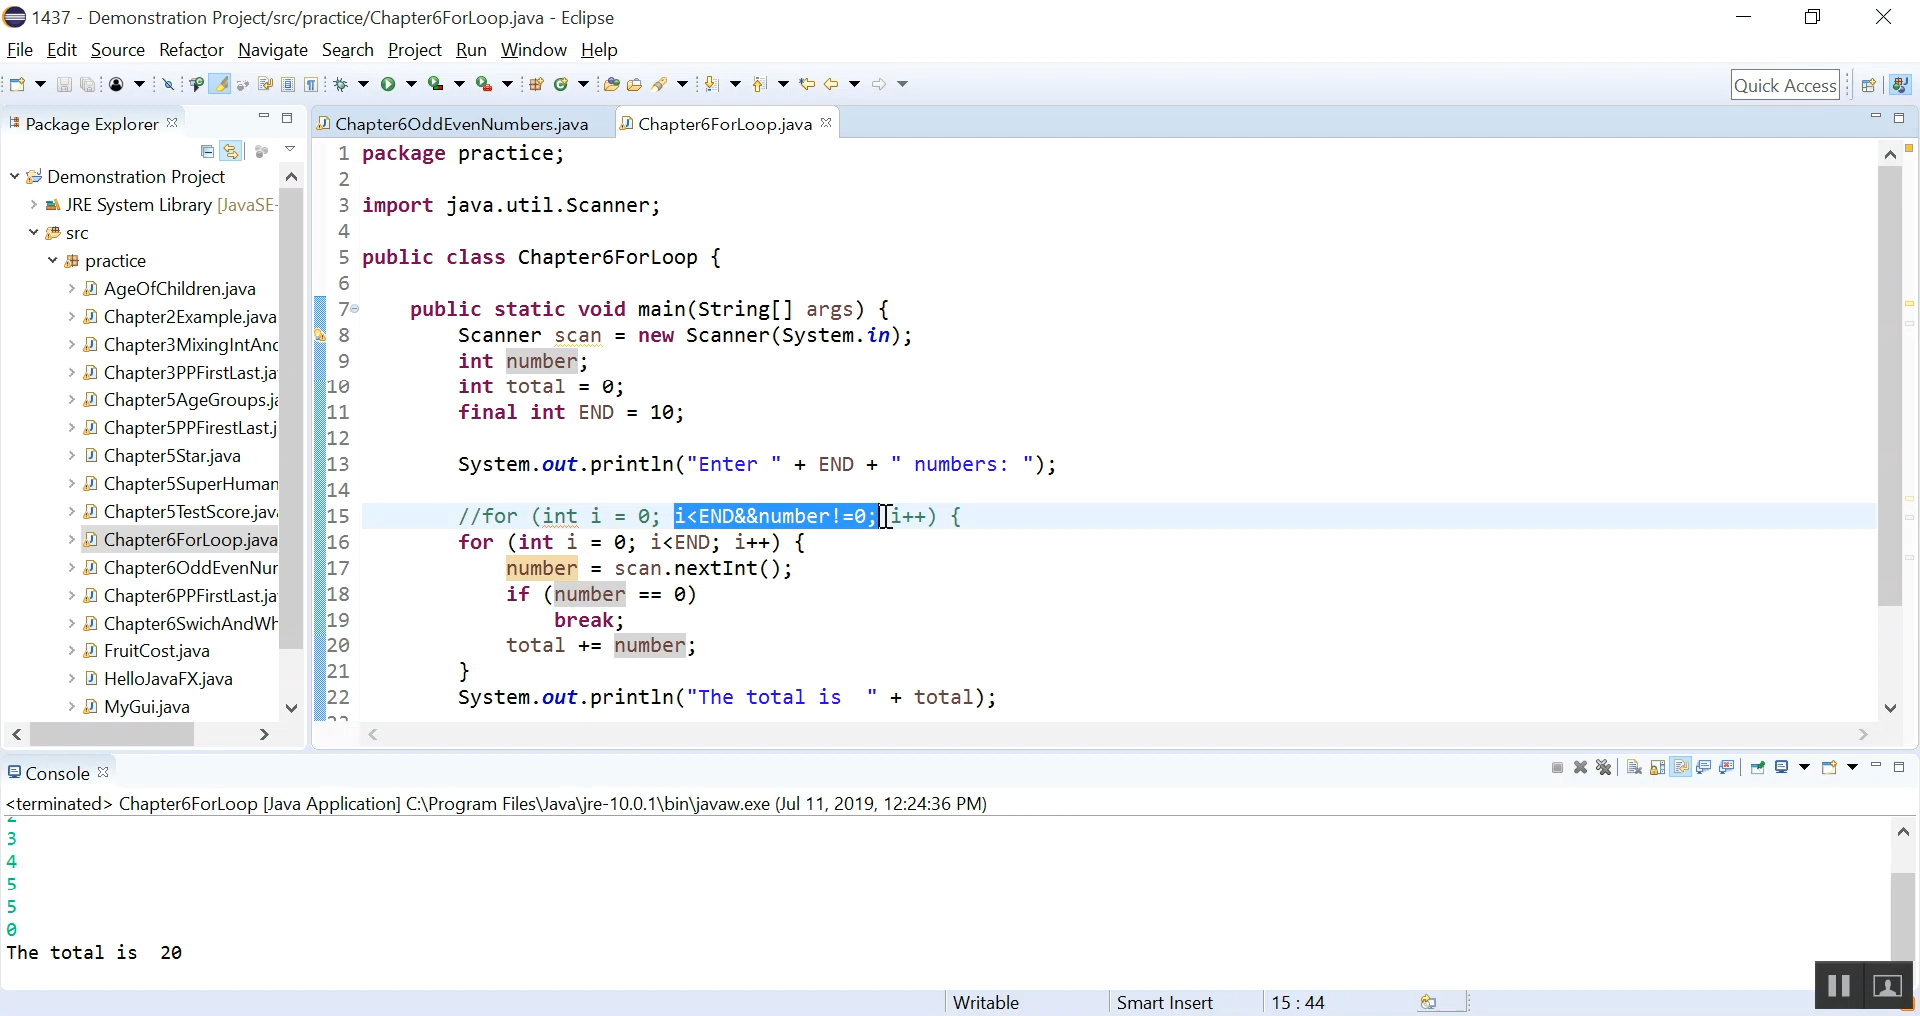 1437 - Demonstration Project/src/practice/Chapter6ForLoop.java - Eclipse
File Edit Source Refactor Navigate Search Project Run Window Help
Quick Access
Package Explorer
Chapter6OddEvenNumbers.java
Chapter6ForLoop.java
Demonstration Project
JRE System Library [JavaSE-
src
practice
AgeOfChildren.java
Chapter2Example.java
Chapter3MixingIntAnd
Chapter3PPFirstLast.ja
Chapter5AgeGroups.ja
Chapter5PPFirestLast.j
Chapter5Star.java
Chapter5SuperHuman
Chapter5TestScore.java
Chapter6ForLoop.java
Chapter6OddEvenNur
Chapter6PPFirstLast.ja
Chapter6SwichAndWh
FruitCost.java
HelloJavaFX.java
MyGui.java
1 package practice;
2
3 import java.util.Scanner;
4
5 public class Chapter6ForLoop {
6
7 public static void main(String[] args) {
8 Scanner scan = new Scanner(System.in);
9 int number;
10 int total = 0;
11 final int END = 10;
12
13 System.out.println("Enter " + END + " numbers: ");
14
15 //for (int i = 0; i<END&&number!=0; i++) {
16 for (int i = 0; i<END; i++) {
17 number = scan.nextInt();
18 if (number == 0)
19 break;
20 total += number;
21 }
22 System.out.println("The total is  " + total);
Console
<terminated> Chapter6ForLoop [Java Application] C:\Program Files\Java\jre-10.0.1\bin\javaw.exe (Jul 11, 2019, 12:24:36 PM)
3
4
5
5
0
The total is  20
Writable
Smart Insert
15 : 44